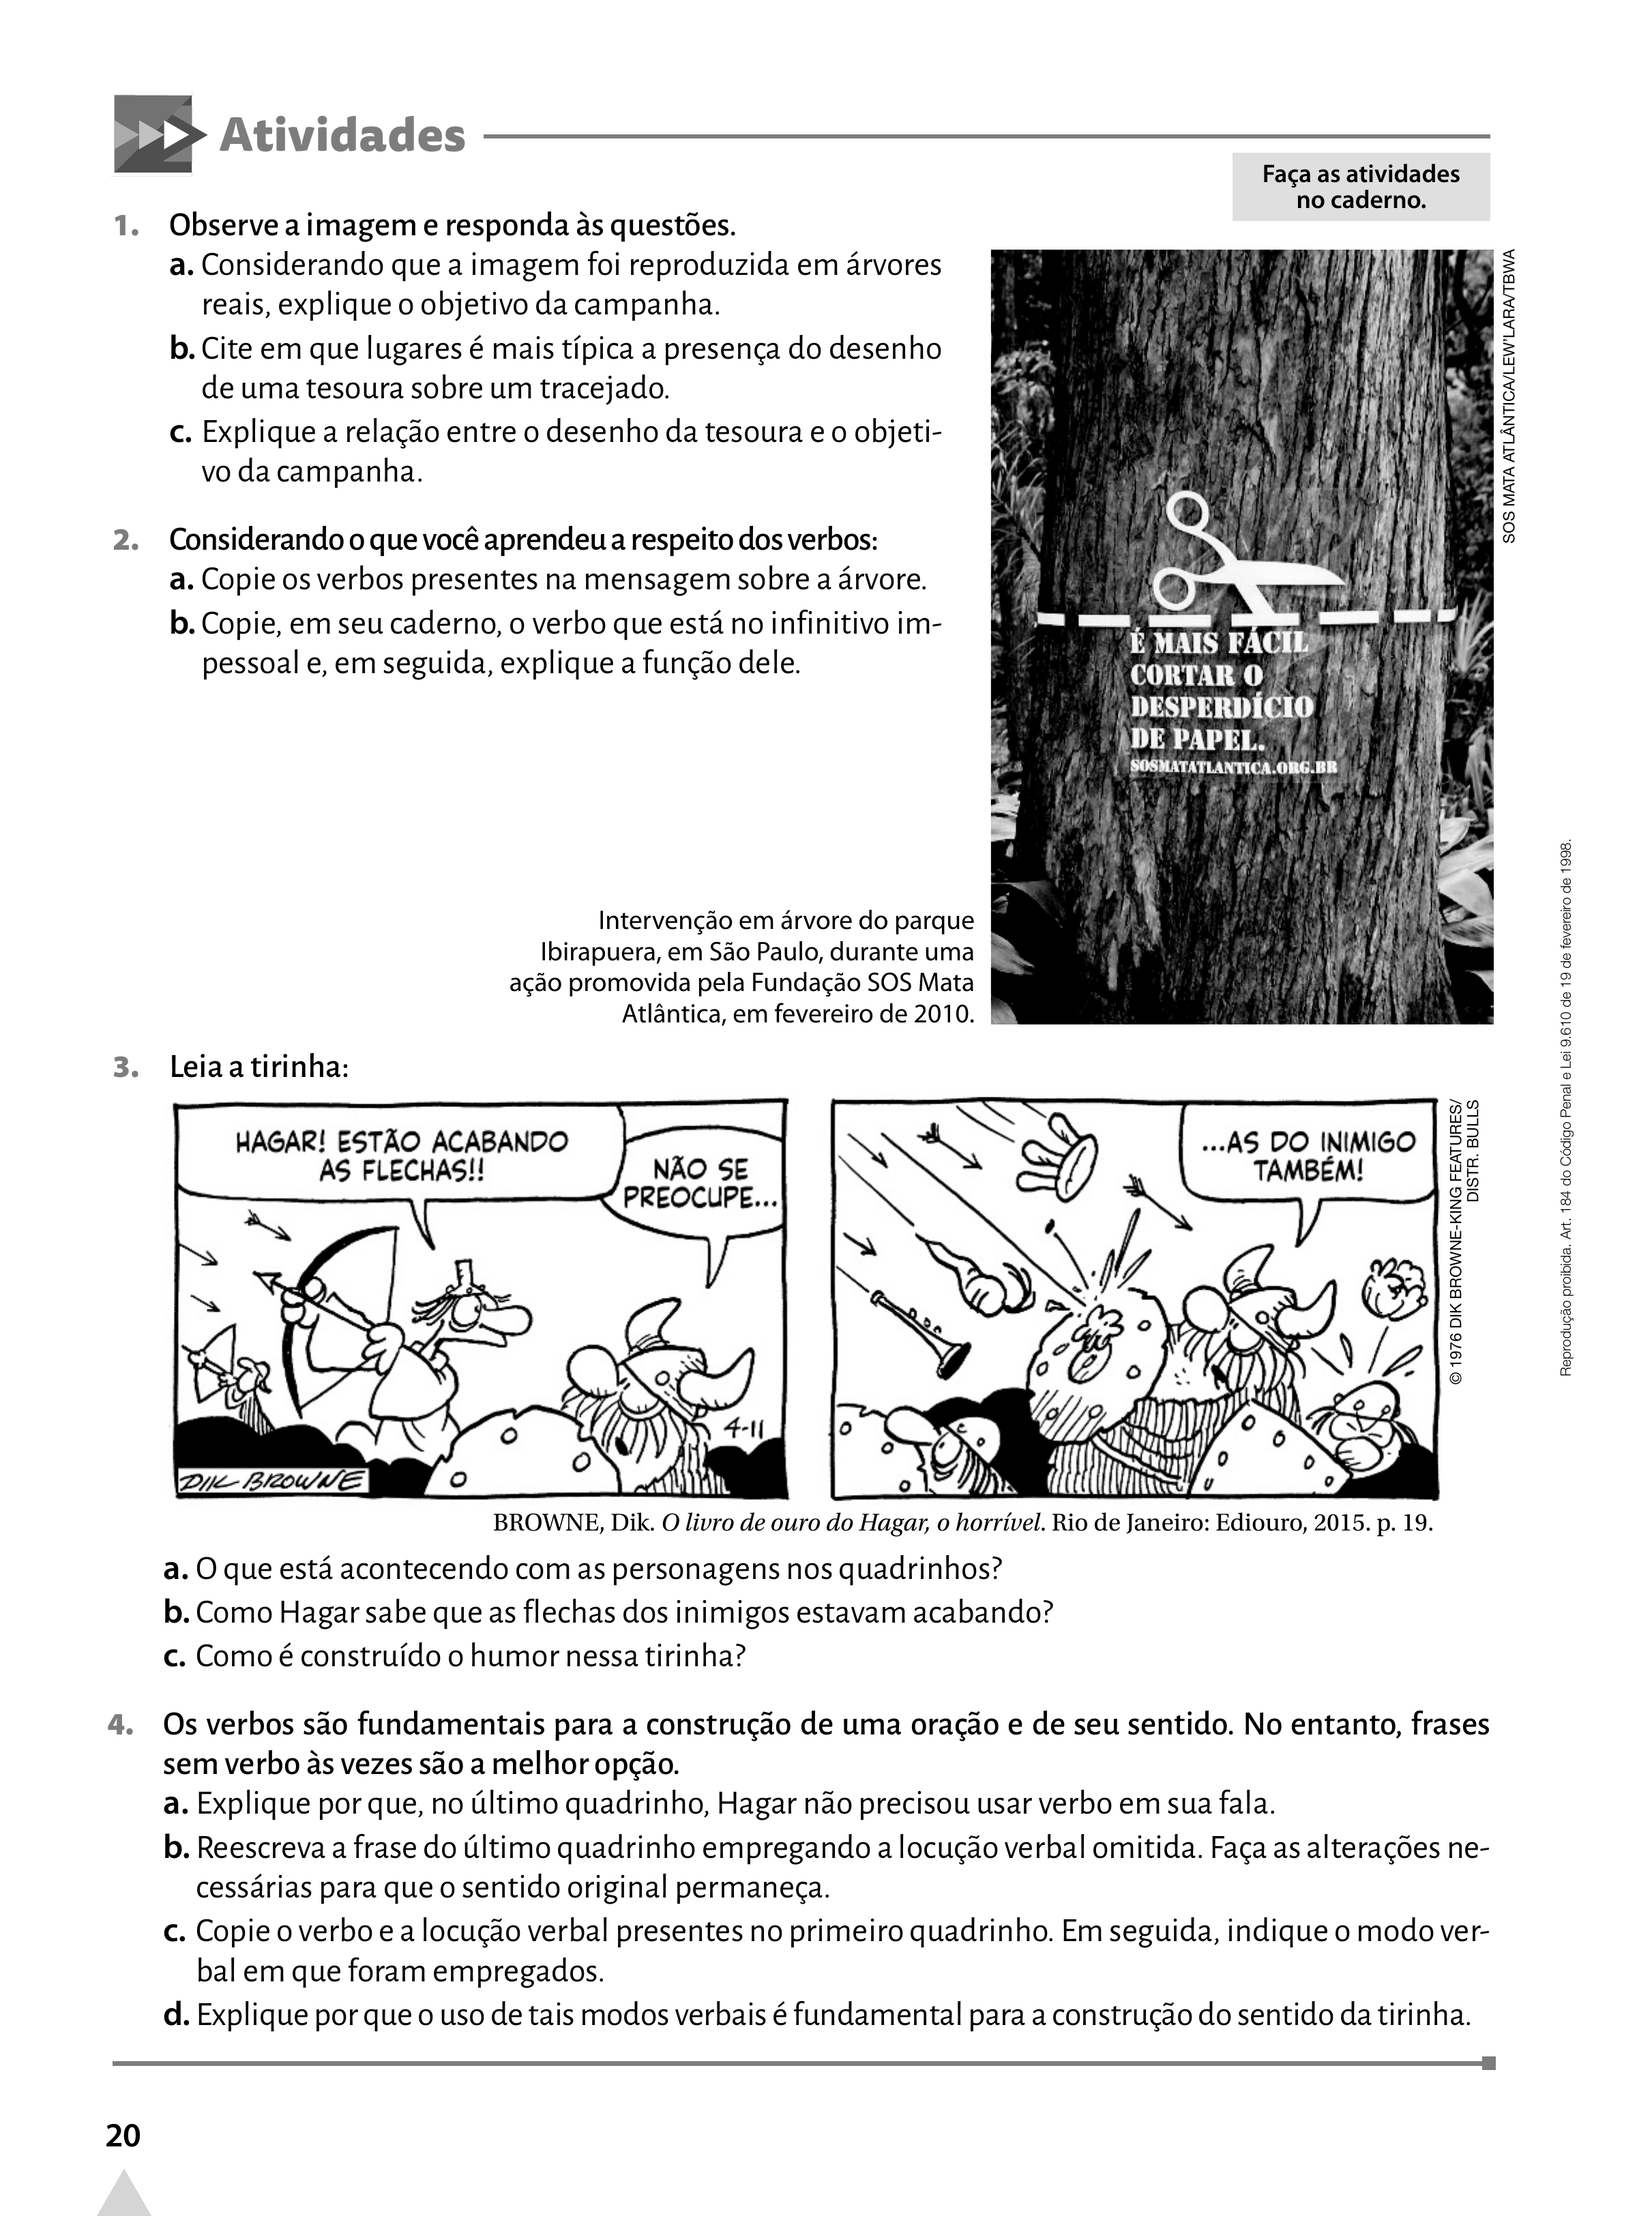 Atividades
Faça as atividades
no caderno.
1. Observe a imagem e responda às questões.
a. Considerando que a imagem foi reproduzida em árvores
reais, explique o objetivo da campanha.
b. Cite em que lugares é mais típica a presença do desenho
de uma tesoura sobre um tracejado.
c. Explique a relação entre o desenho da tesoura e o objeti-
vo da campanha.
2. Considerando o que você aprendeu a respeito dos verbos:
a. Copie os verbos presentes na mensagem sobre a árvore.
b. Copie, em seu caderno, o verbo que está no infinitivo im-
pessoal e, em seguida, explique a função dele.
É MAIS FÁCIL
CORTAR O
DESPERDÍCIO
DE PAPEL.
SOSMATATLANTICA.ORG.BR
SOS MATA ATLÂNTICA/LEW'LARA/TBWA
Intervenção em árvore do parque
Ibirapuera, em São Paulo, durante uma
ação promovida pela Fundação SOS Mata
Atlântica, em fevereiro de 2010.
3. Leia a tirinha:
HAGAR! ESTÃO ACABANDO
AS FLECHAS!!
NÃO SE
PREOCUPE...
4-11
DIK BROWNE
...AS DO INIMIGO
TAMBÉM!
© 1976 DIK BROWNE-KING FEATURES/
DISTR. BULLS
BROWNE, Dik. O livro de ouro do Hagar, o horrível. Rio de Janeiro: Ediouro, 2015. p. 19.
a. O que está acontecendo com as personagens nos quadrinhos?
b. Como Hagar sabe que as flechas dos inimigos estavam acabando?
c. Como é construído o humor nessa tirinha?
4. Os verbos são fundamentais para a construção de uma oração e de seu sentido. No entanto, frases
sem verbo às vezes são a melhor opção.
a. Explique por que, no último quadrinho, Hagar não precisou usar verbo em sua fala.
b. Reescreva a frase do último quadrinho empregando a locução verbal omitida. Faça as alterações ne-
cessárias para que o sentido original permaneça.
c. Copie o verbo e a locução verbal presentes no primeiro quadrinho. Em seguida, indique o modo ver-
bal em que foram empregados.
d. Explique por que o uso de tais modos verbais é fundamental para a construção do sentido da tirinha.
Reprodução proibida. Art. 184 do Código Penal e Lei 9.610 de 19 de fevereiro de 1998.
20